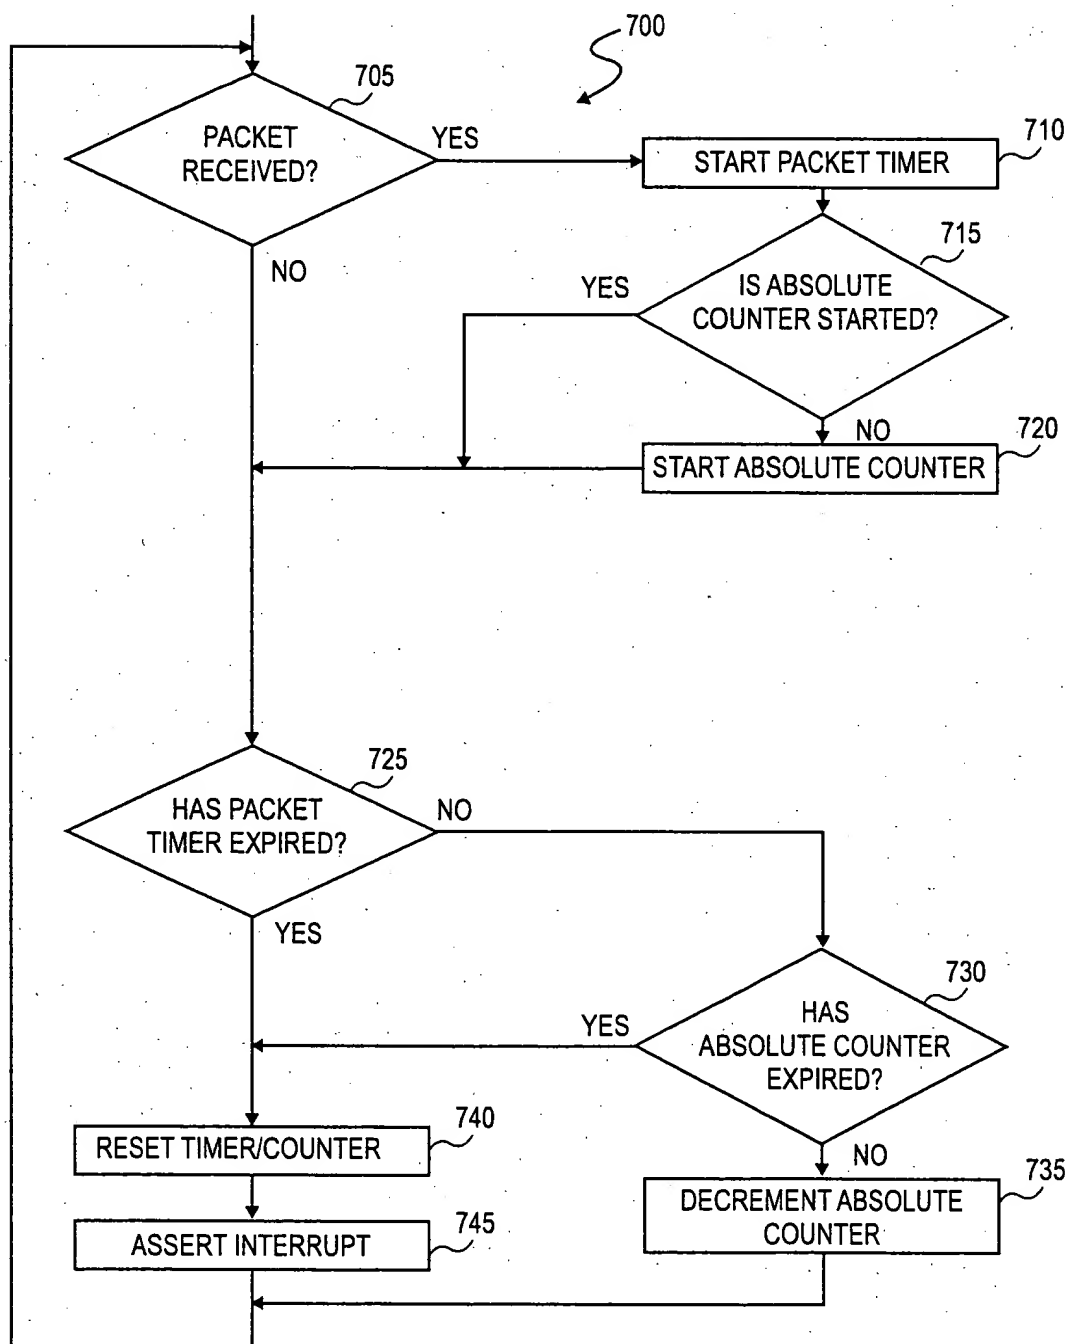 700
705
PACKET
RECEIVED?
YES
NO
START PACKET TIMER
710
715
IS ABSOLUTE
COUNTER STARTED?
YES
NO
720
START ABSOLUTE COUNTER
725
HAS PACKET
TIMER EXPIRED?
NO
YES
730
HAS
ABSOLUTE COUNTER
EXPIRED?
YES
NO
740
RESET TIMER/COUNTER
735
DECREMENT ABSOLUTE
COUNTER
745
ASSERT INTERRUPT